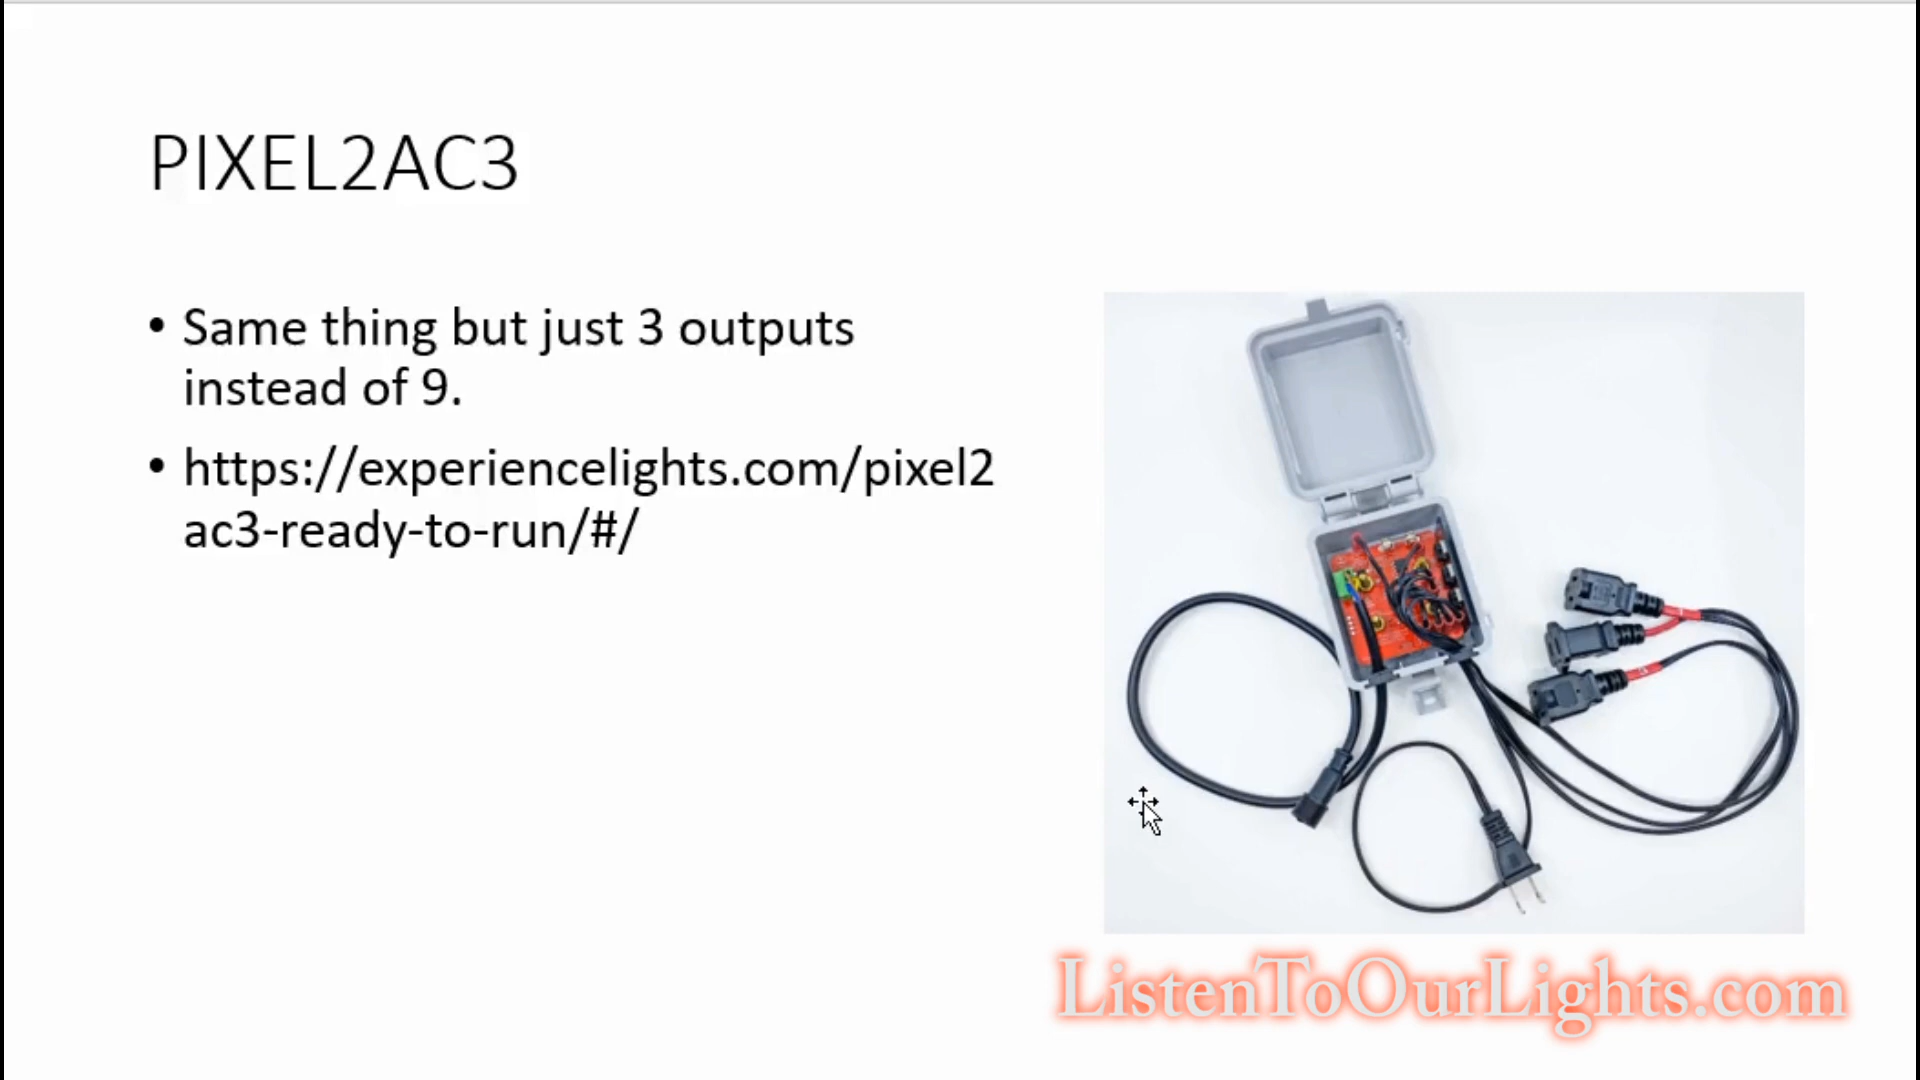 PIXEL2AC3
• Same thing but just 3 outputs
instead of 9.
• https://experiencelights.com/pixel2
ac3-ready-to-run/#/
ListenToOurLights.com